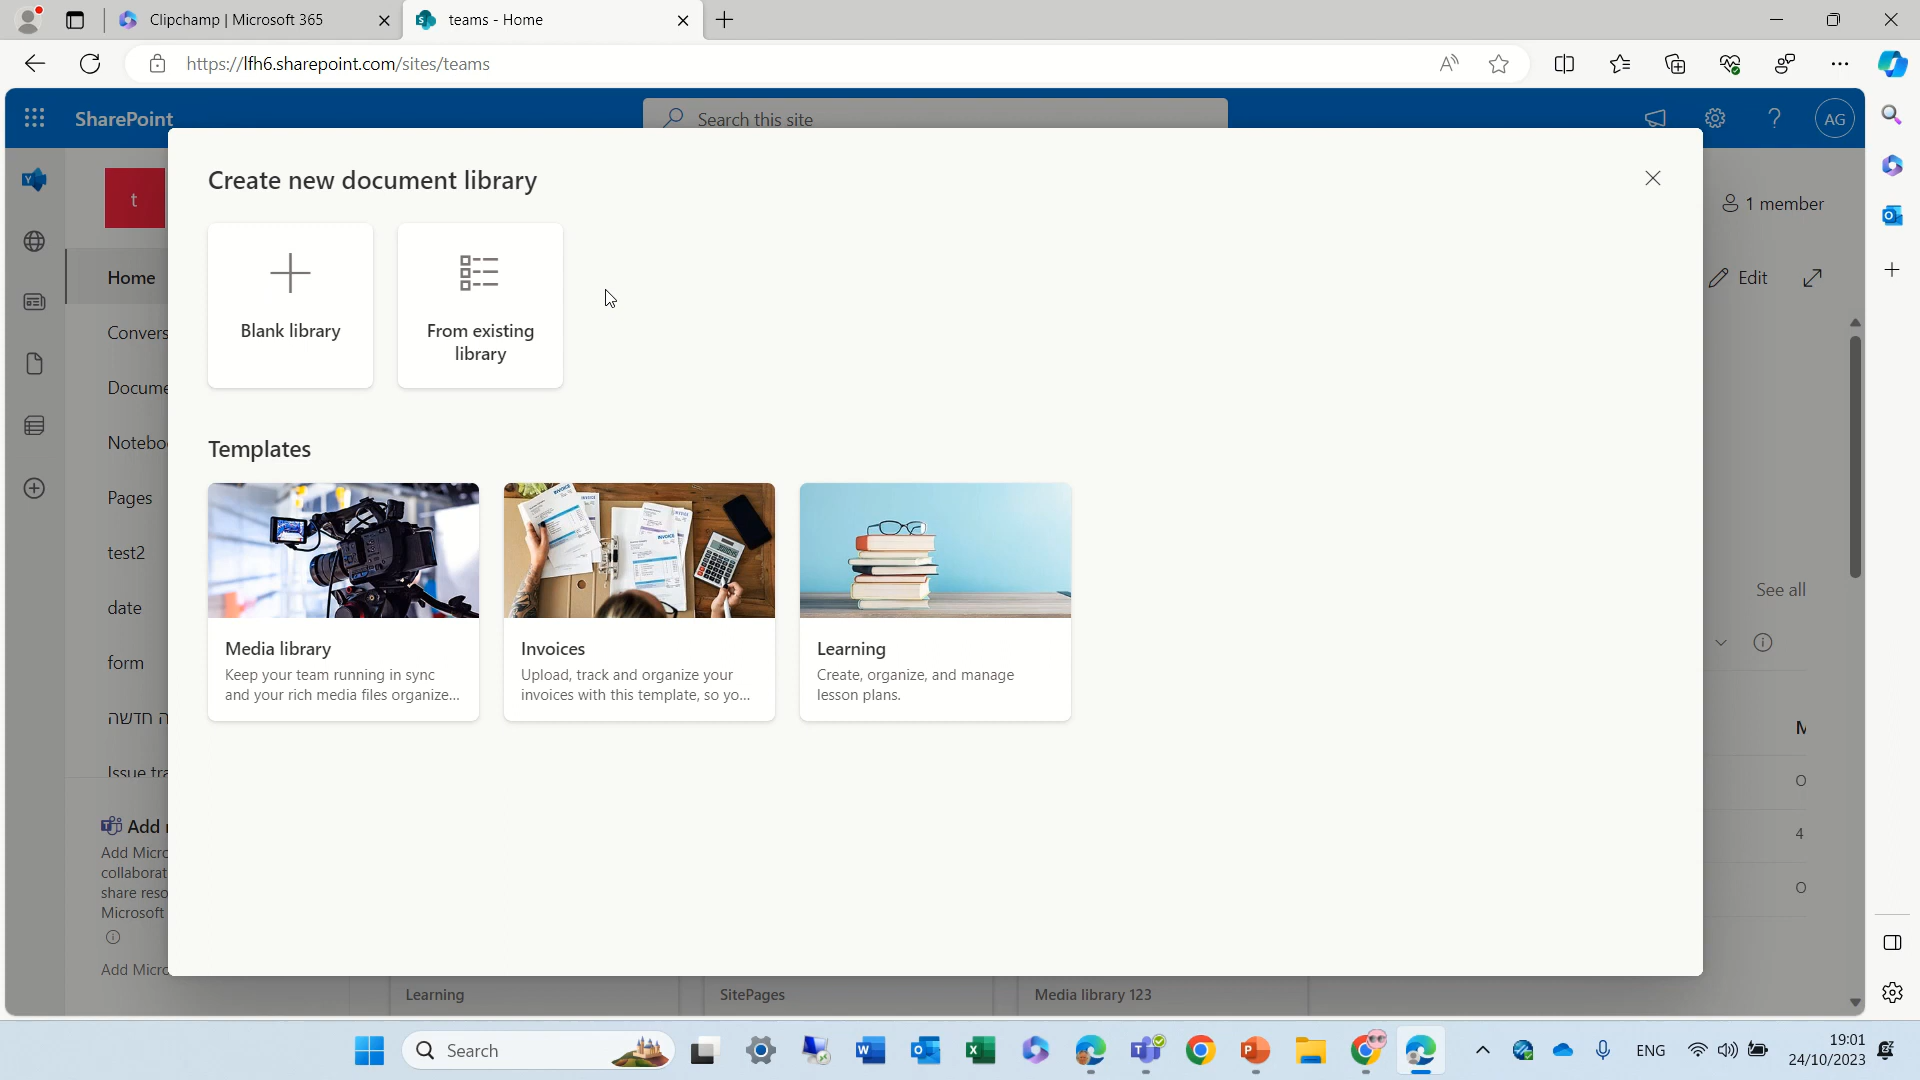 Clipchamp | Microsoft 365
teams - Home
https://lfh6.sharepoint.com/sites/teams
SharePoint
Search this site
AG
t
1 member
Create new document library
Blank library
From existing
library
Home
Edit
Convers
Docume
Notebo
Pages
test2
date
form
ה חדשה
Issue tra
Templates
Media library
Keep your team running in sync
and your rich media files organize...
Invoices
Upload, track and organize your
invoices with this template, so yo...
Learning
Create, organize, and manage
lesson plans.
See all
Add
Add Micro
collaborat
share reso
Microsoft
Add Micro
4
Learning
SitePages
Media library 123
Search
ENG
19:01
24/10/2023